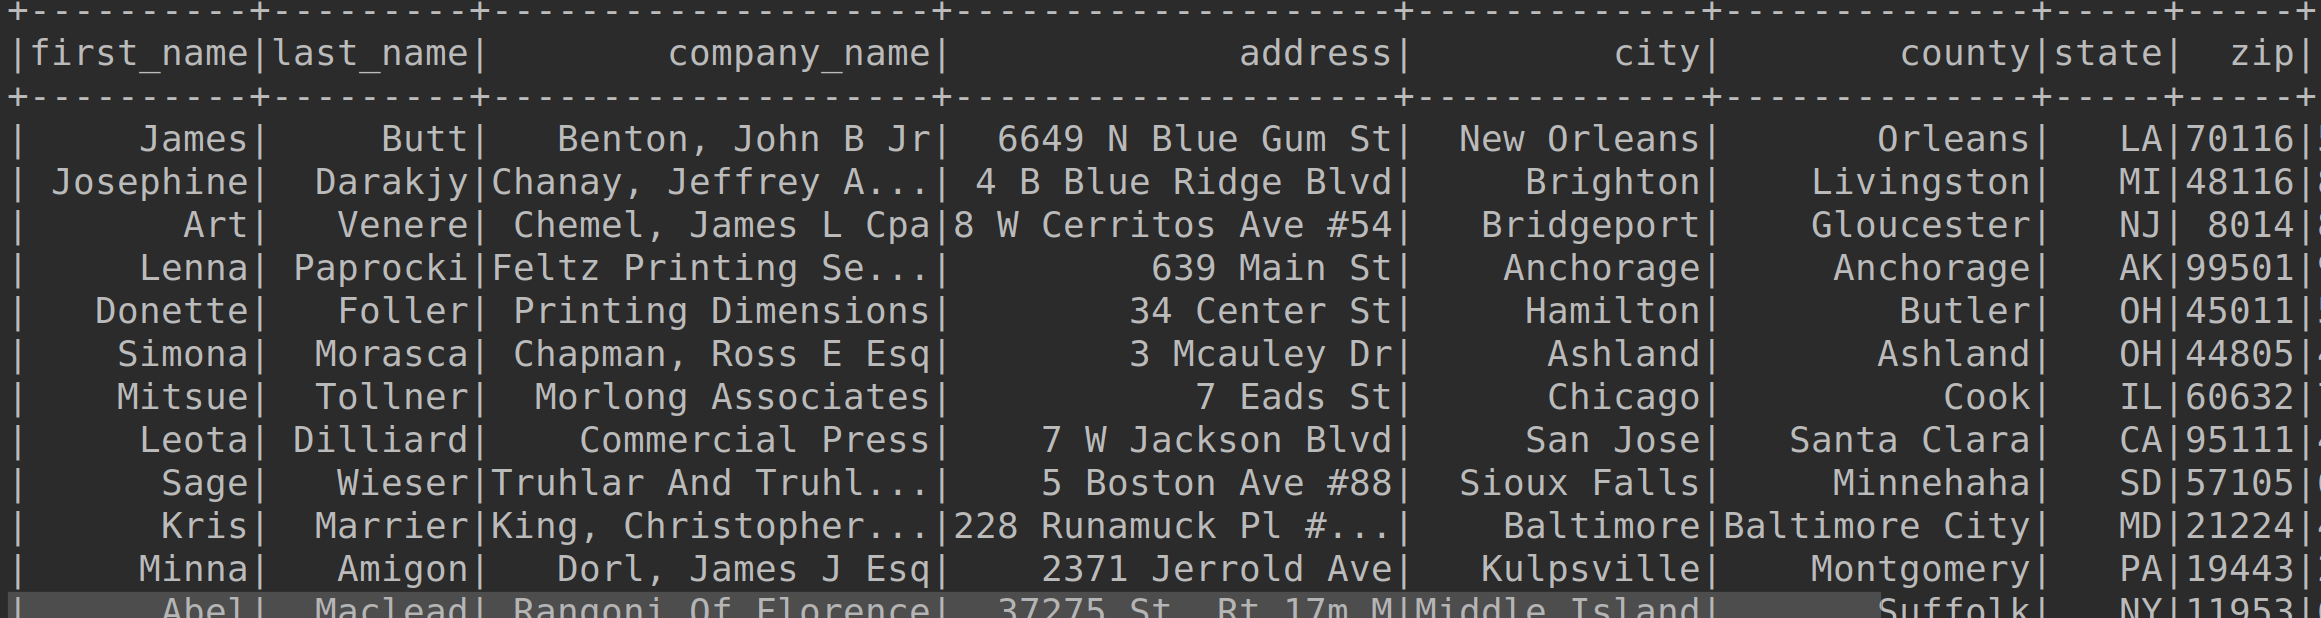 +----------+---------+--------------------+--------------------+-------------+--------------+-----+-----+
|first_name|last_name|        company_name|             address|         city|        county|state|  zip|
+----------+---------+--------------------+--------------------+-------------+--------------+-----+-----+
|     James|     Butt|   Benton, John B Jr|  6649 N Blue Gum St|  New Orleans|       Orleans|   LA|70116|
| Josephine|  Darakjy|Chanay, Jeffrey A...| 4 B Blue Ridge Blvd|     Brighton|    Livingston|   MI|48116|
|       Art|   Venere| Chemel, James L Cpa|8 W Cerritos Ave #54|   Bridgeport|    Gloucester|   NJ| 8014|
|     Lenna| Paprocki|Feltz Printing Se...|         639 Main St|    Anchorage|     Anchorage|   AK|99501|
|   Donette|   Foller| Printing Dimensions|        34 Center St|     Hamilton|        Butler|   OH|45011|
|    Simona|  Morasca| Chapman, Ross E Esq|        3 Mcauley Dr|      Ashland|       Ashland|   OH|44805|
|    Mitsue|  Tollner|  Morlong Associates|           7 Eads St|      Chicago|          Cook|   IL|60632|
|     Leota| Dilliard|    Commercial Press|    7 W Jackson Blvd|     San Jose|   Santa Clara|   CA|95111|
|      Sage|   Wieser|Truhlar And Truhl...|    5 Boston Ave #88|  Sioux Falls|     Minnehaha|   SD|57105|
|      Kris|  Marrier|King, Christopher...|228 Runamuck Pl #...|    Baltimore|Baltimore City|   MD|21224|
|     Minna|   Amigon|   Dorl, James J Esq|    2371 Jerrold Ave|   Kulpsville|    Montgomery|   PA|19443|
|      Abel|  Maclead| Rangoni Of Florence|  37275 St  Rt 17m M|Middle Island|       Suffolk|   NY|11953|